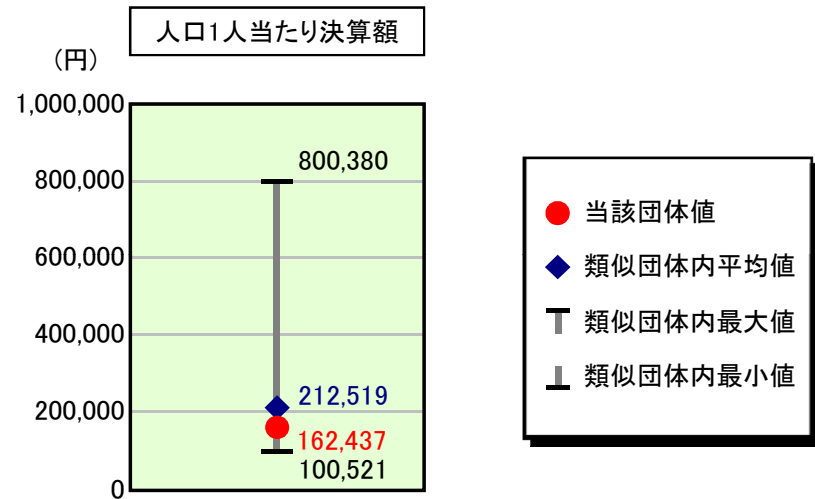 人口1人当たり決算額
(円)
1,000,000
800,000
600,000
400,000
200,000
0
800,380
212,519
162,437
100,521
当該団体値
類似団体内平均値
類似団体内最大値
類似団体内最小値